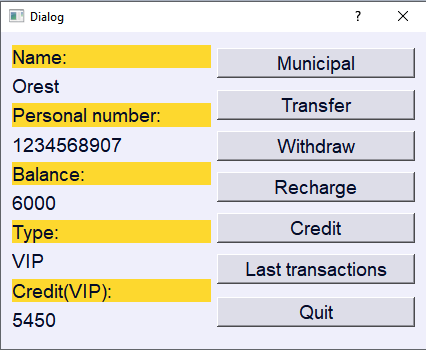 Dialog
?
Name:
Orest
Personal number:
1234568907
Balance:
6000
Type:
VIP
Credit(VIP):
5450
Municipal
Transfer
Withdraw
Recharge
Credit
Last transactions
Quit